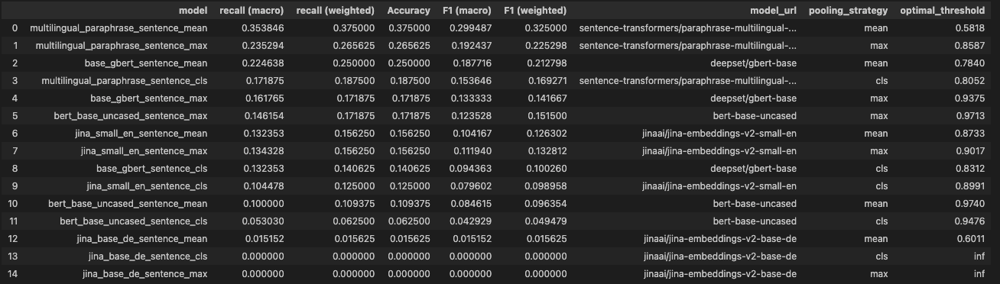 model recall (macro) recall (weighted) Accuracy F1 (macro) F1 (weighted) model_url pooling_strategy optimal_threshold
0 multilingual_paraphrase_sentence_mean 0.353846 0.375000 0.375000 0.299487 0.325000 sentence-transformers/paraphrase-multilingual-... mean 0.5818
1 multilingual_paraphrase_sentence_max 0.235294 0.265625 0.265625 0.192437 0.225298 sentence-transformers/paraphrase-multilingual-... max 0.8587
2 base_gbert_sentence_mean 0.224638 0.250000 0.250000 0.187716 0.212798 deepset/gbert-base mean 0.7840
3 multilingual_paraphrase_sentence_cls 0.171875 0.187500 0.187500 0.153646 0.169271 sentence-transformers/paraphrase-multilingual-... cls 0.8052
4 base_gbert_sentence_max 0.161765 0.171875 0.171875 0.133333 0.141667 deepset/gbert-base max 0.9375
5 bert_base_uncased_sentence_max 0.146154 0.171875 0.171875 0.123528 0.151500 bert-base-uncased max 0.9713
6 jina_small_en_sentence_mean 0.132353 0.156250 0.156250 0.104167 0.126302 jinaai/jina-embeddings-v2-small-en mean 0.8733
7 jina_small_en_sentence_max 0.134328 0.156250 0.156250 0.111940 0.132812 jinaai/jina-embeddings-v2-small-en max 0.9017
8 base_gbert_sentence_cls 0.132353 0.140625 0.140625 0.094363 0.100260 deepset/gbert-base cls 0.8312
9 jina_small_en_sentence_cls 0.104478 0.125000 0.125000 0.079602 0.098958 jinaai/jina-embeddings-v2-small-en cls 0.8991
10 bert_base_uncased_sentence_mean 0.100000 0.109375 0.109375 0.084615 0.096354 bert-base-uncased mean 0.9740
11 bert_base_uncased_sentence_cls 0.053030 0.062500 0.062500 0.042929 0.049479 bert-base-uncased cls 0.9476
12 jina_base_de_sentence_mean 0.015152 0.015625 0.015625 0.015152 0.015625 jinaai/jina-embeddings-v2-base-de mean 0.6011
13 jina_base_de_sentence_cls 0.000000 0.000000 0.000000 0.000000 0.000000 jinaai/jina-embeddings-v2-base-de cls inf
14 jina_base_de_sentence_max 0.000000 0.000000 0.000000 0.000000 0.000000 jinaai/jina-embeddings-v2-base-de max inf